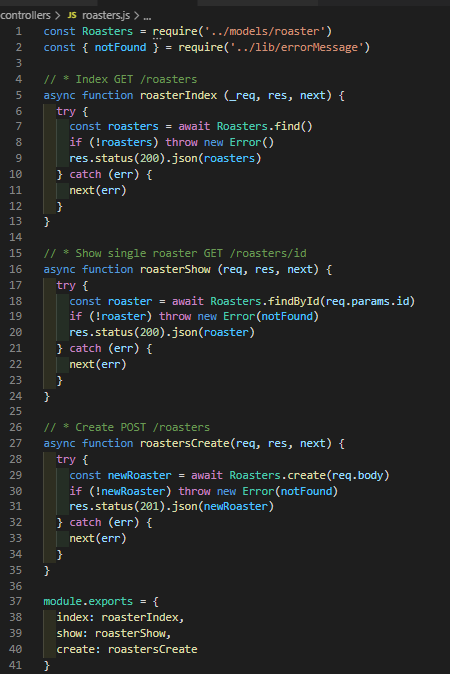 controllers > JS roasters.js > ...
1 const Roasters = require('../models/roaster')
2 const { notFound } = require('../lib/errorMessage')
3
4 // * Index GET /roasters
5 async function roasterIndex (_req, res, next) {
6 try {
7 const roasters = await Roasters.find()
8 if (!roasters) throw new Error()
9 res.status(200).json(roasters)
10 } catch (err) {
11 next(err)
12 }
13 }
14
15 // * Show single roaster GET /roasters/id
16 async function roasterShow (req, res, next) {
17 try {
18 const roaster = await Roasters.findById(req.params.id)
19 if (!roaster) throw new Error(notFound)
20 res.status(200).json(roaster)
21 } catch (err) {
22 next(err)
23 }
24 }
25
26 // * Create POST /roasters
27 async function roastersCreate(req, res, next) {
28 try {
29 const newRoaster = await Roasters.create(req.body)
30 if (!newRoaster) throw new Error(notFound)
31 res.status(201).json(newRoaster)
32 } catch (err) {
33 next(err)
34 }
35 }
36
37 module.exports = {
38 index: roasterIndex,
39 show: roasterShow,
40 create: roastersCreate
41 }